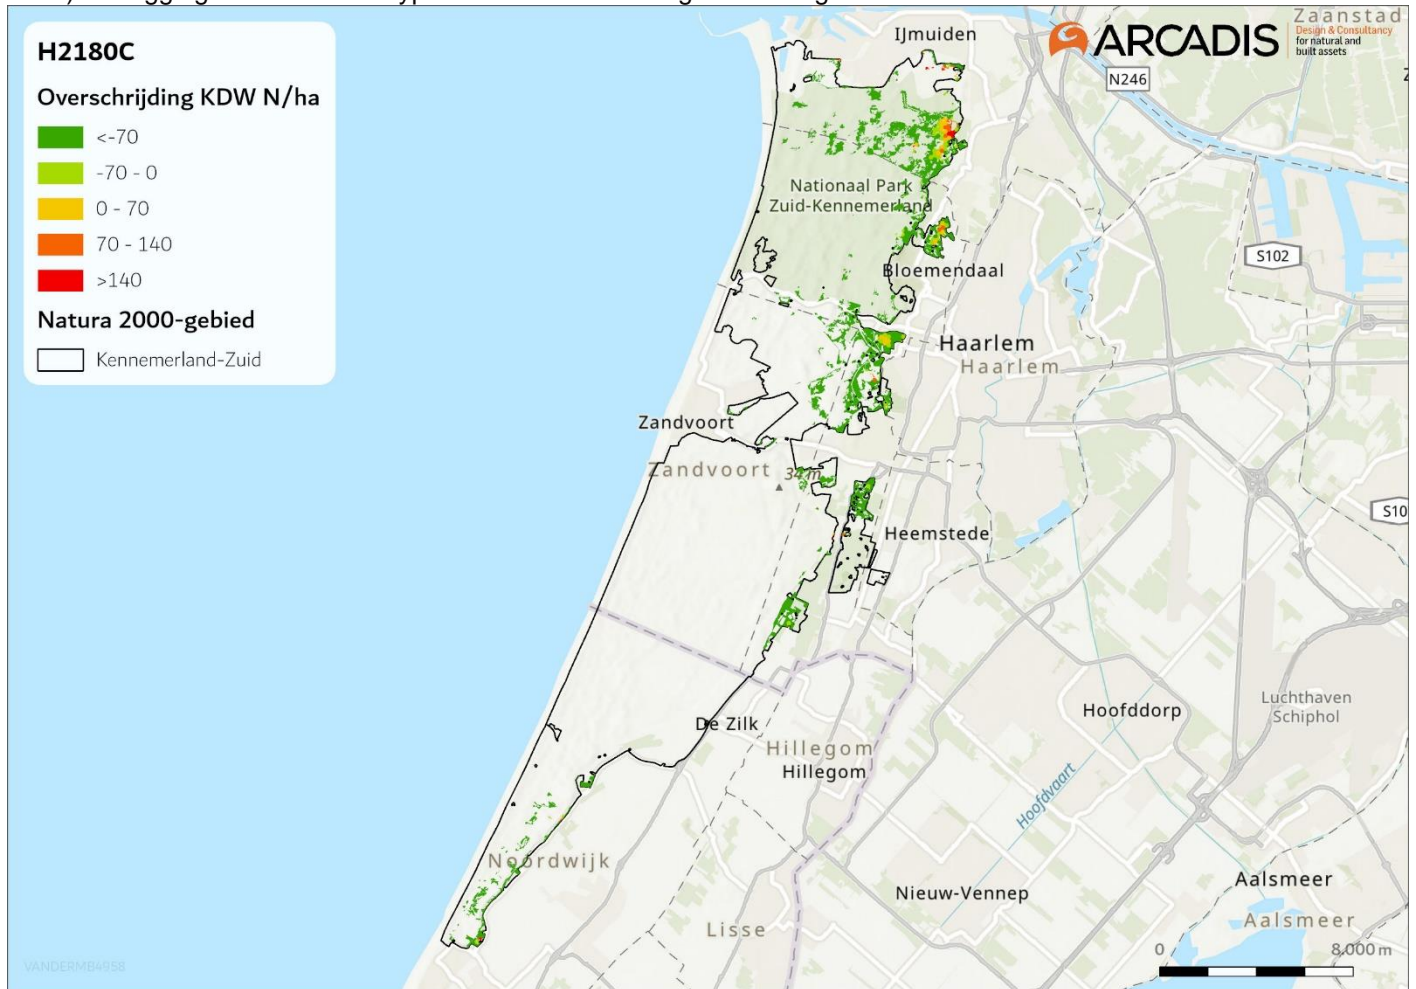 H2180C
Overschrijding KDW N/ha
<-70
-70 - 0
0 - 70
70 - 140
>140
Natura 2000-gebied
Kennemerland-Zuid
ARCADIS
Design & Consultancy
for natural and
built assets
Zaanstad
IJmuiden
N246
Nationaal Park
Zuid-Kennemerland
S102
Bloemendaal
Haarlem
Haarlem
Zandvoort
Zandvoort
34 m
S10
Heemstede
Luchthaven
Schiphol
Hoofddorp
De Zilk
Hillegom
Hillegom
Hoofdvaart
Noordwijk
Nieuw-Vennep
Aalsmeer
Aalsmeer
Lisse
0
8.000 m
VANDERMB4958